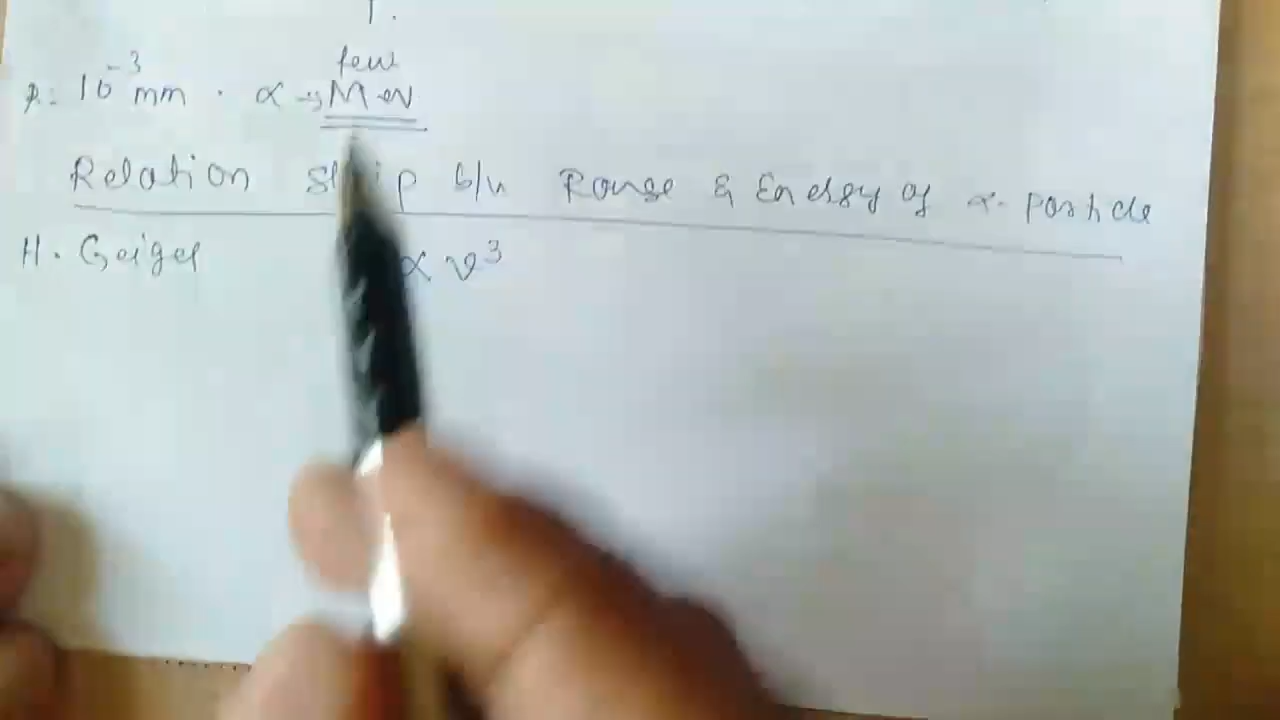 few
10⁻³ mm . α → MeV
Relation ship b/w Range & Energy of α- Particle
H. Geiger ∝ v³